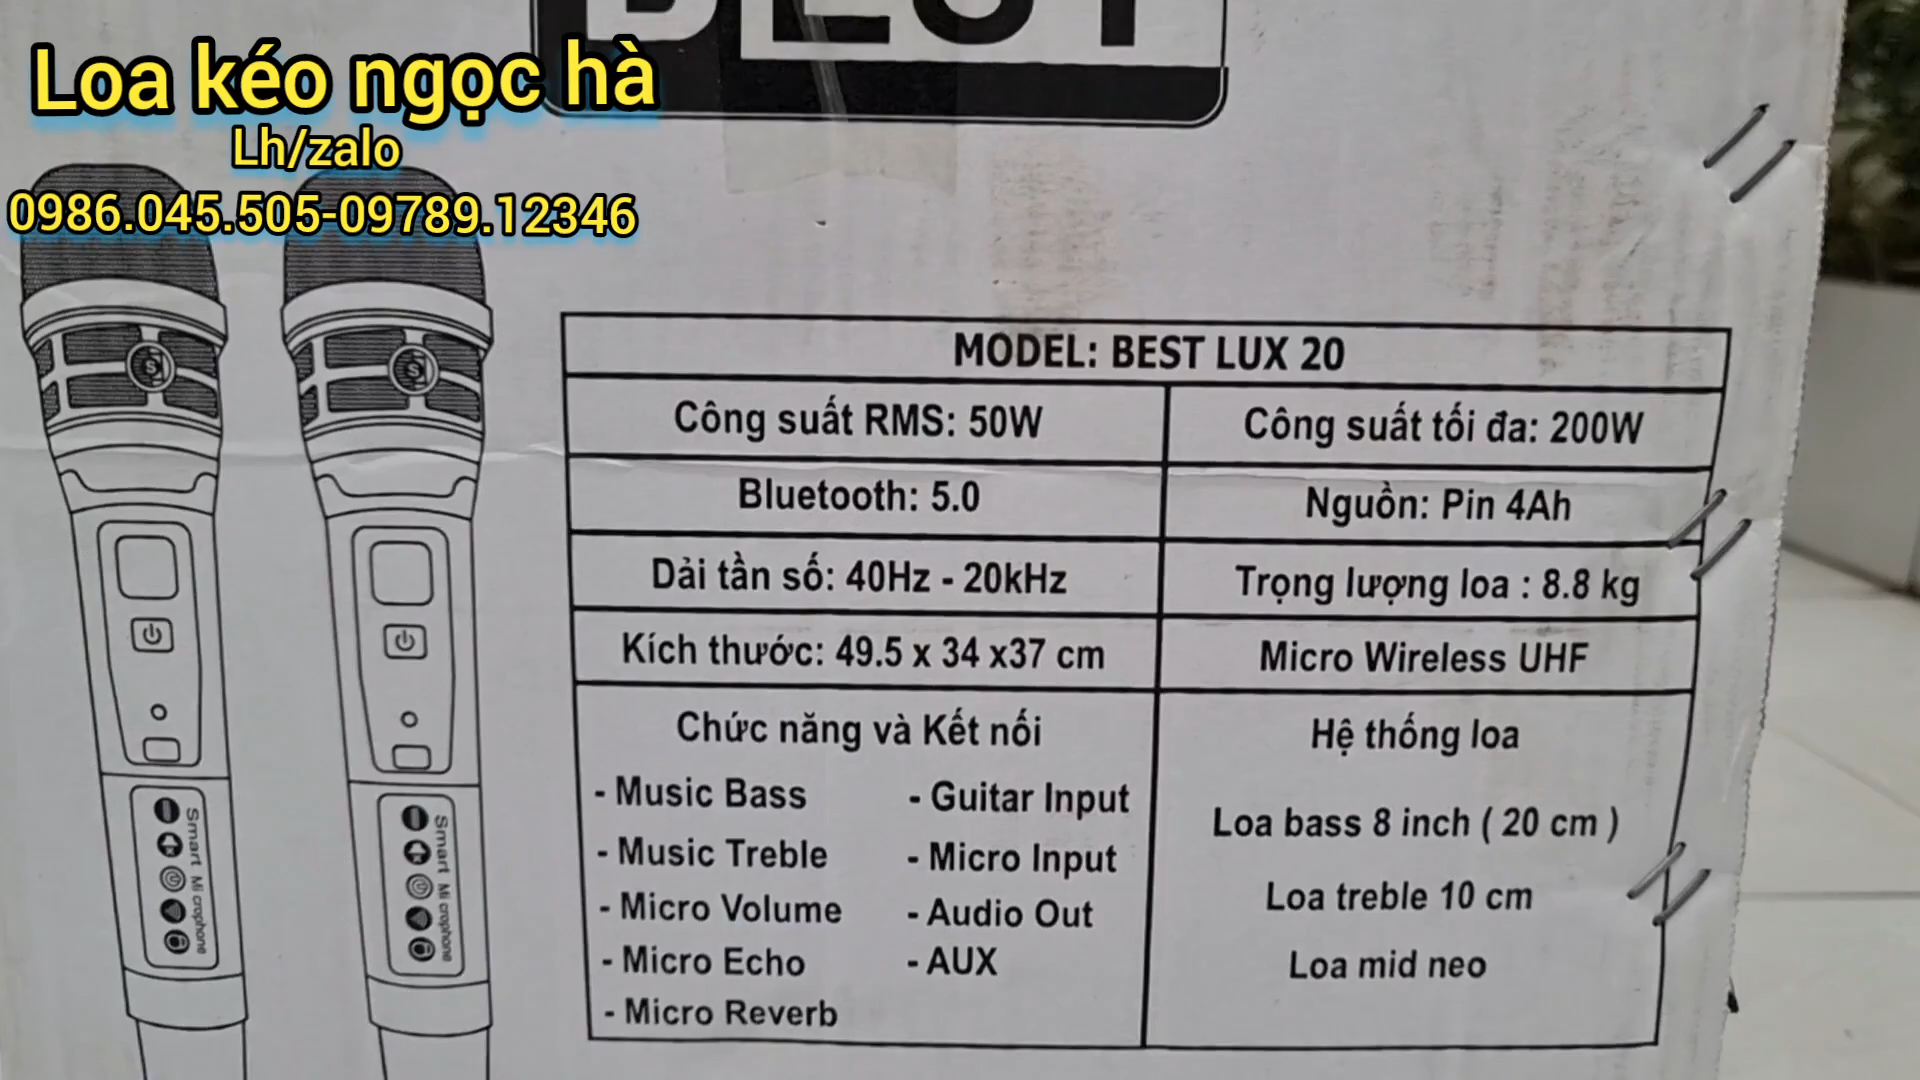 BEST
Loa kéo ngọc hà
Lh/zalo
0986.045.505-09789.12346
MODEL: BEST LUX 20
Công suất RMS: 50W
Công suất tối đa: 200W
Bluetooth: 5.0
Nguồn: Pin 4Ah
Dải tần số: 40Hz - 20kHz
Trọng lượng loa : 8.8 kg
Kích thước: 49.5 x 34 x37 cm
Micro Wireless UHF
Chức năng và Kết nối
- Music Bass
- Music Treble
- Micro Volume
- Micro Echo
- Micro Reverb
- Guitar Input
- Micro Input
- Audio Out
- AUX
Hệ thống loa
Loa bass 8 inch ( 20 cm )
Loa treble 10 cm
Loa mid neo
Smart Mi crophone
Smart Mi crophone